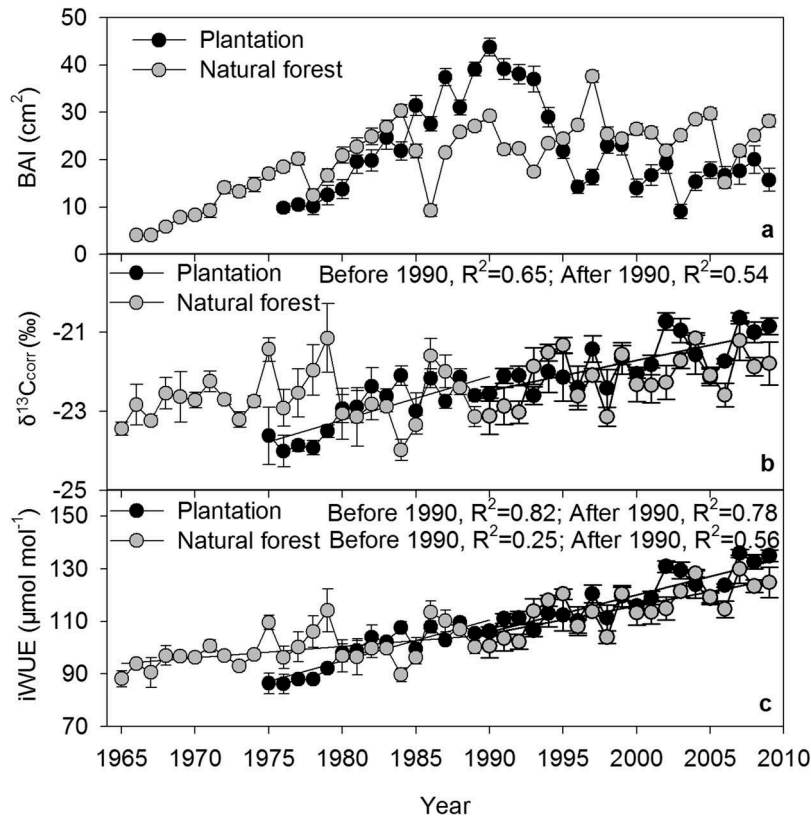 50
40
30
20
10
0
BAI (cm²)
Plantation
Natural forest
a
-21
-23
-25
δ¹³Ccorr (‰)
Plantation Before 1990, R²=0.65; After 1990, R²=0.54
Natural forest
b
150
130
110
90
70
iWUE (µmol mol⁻¹)
Plantation Before 1990, R²=0.82; After 1990, R²=0.78
Natural forest Before 1990, R²=0.25; After 1990, R²=0.56
c
1965 1970 1975 1980 1985 1990 1995 2000 2005 2010
Year